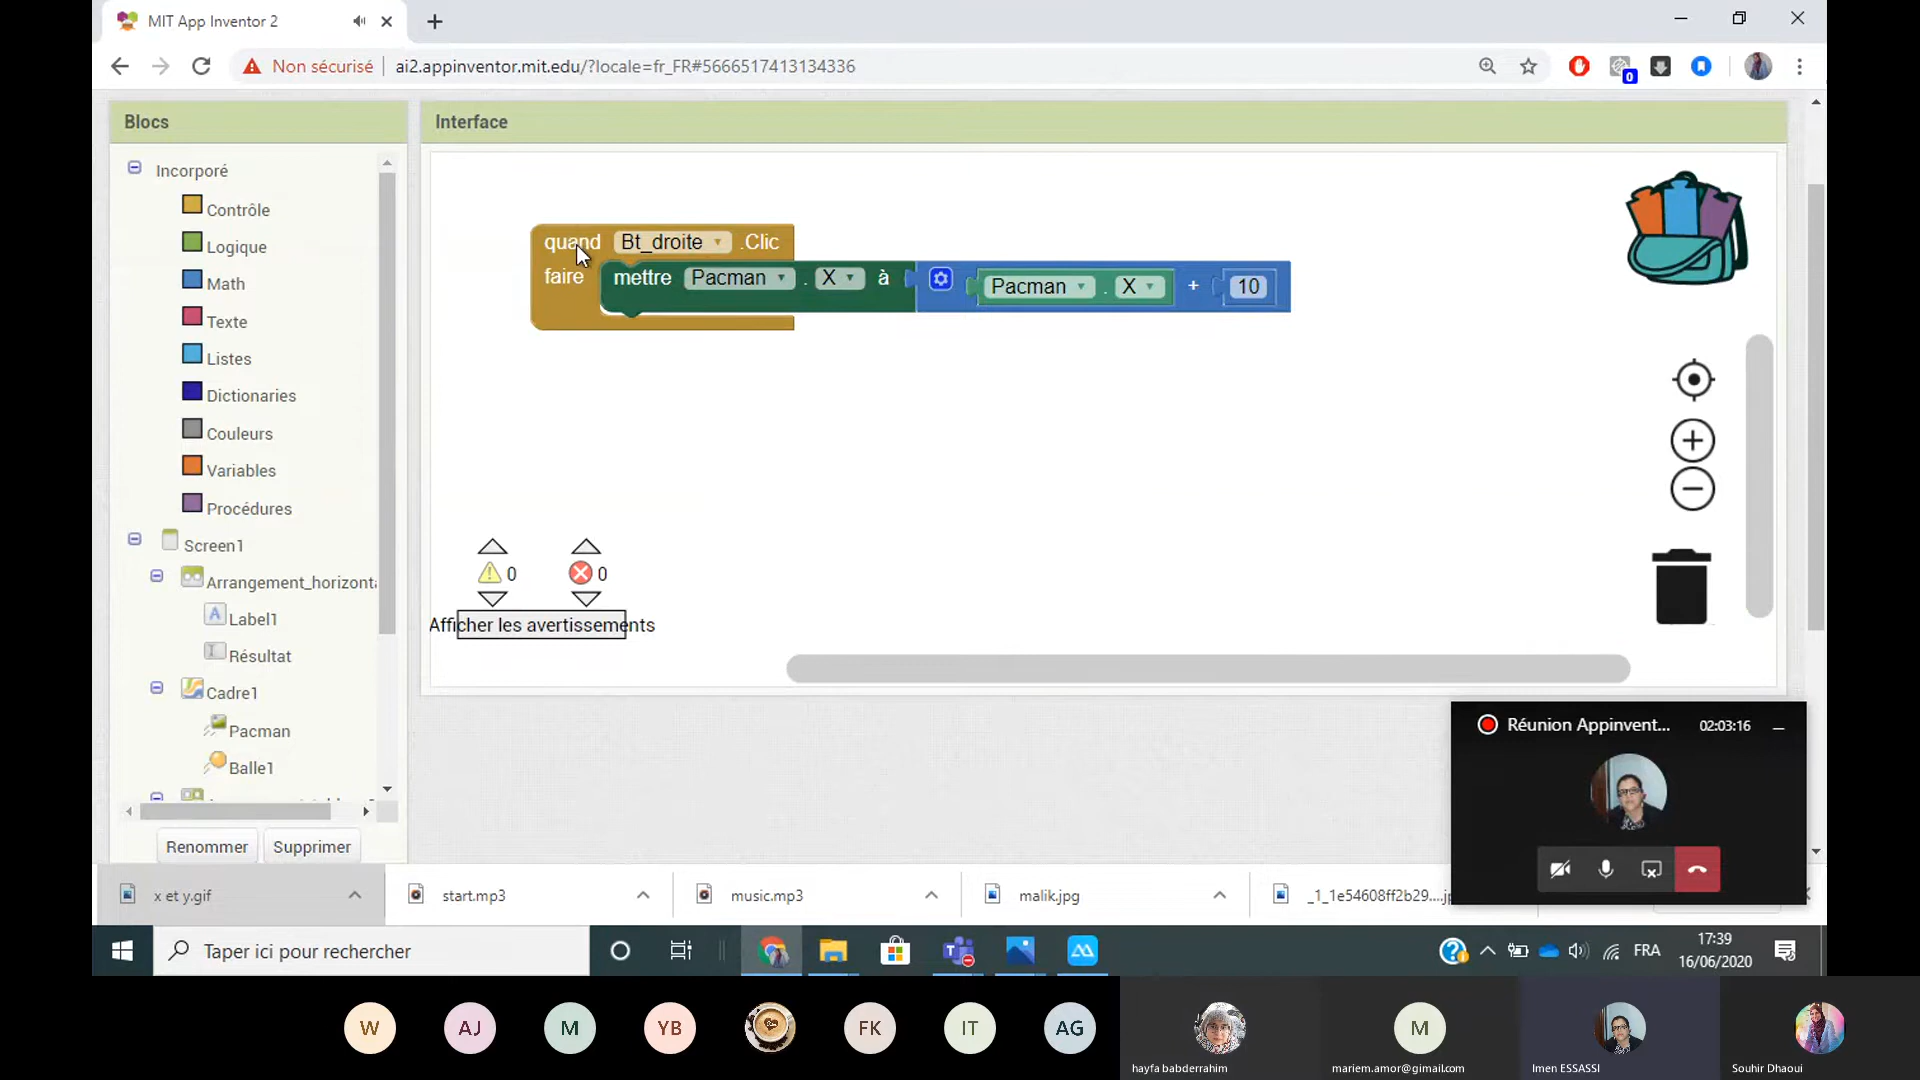 MIT App Inventor 2
Non sécurisé
ai2.appinventor.mit.edu/?locale=fr_FR#5666517413134336
0
Blocs
Interface
Incorporé
Contrôle
Logique
Math
Texte
Listes
Dictionaries
Couleurs
Variables
Procédures
Screen1
Arrangement_horizonta
Label1
Résultat
Cadre1
Pacman
Balle1
Renommer
Supprimer
quand Bt_droite .Clic
faire mettre Pacman . X à Pacman . X + 10
0 0
Afficher les avertissements
Réunion Appinvent... 02:03:16
x et y.gif
start.mp3
music.mp3
malik.jpg
_1_1e54608ff2b29....jp
Taper ici pour rechercher
FRA
17:39
16/06/2020
W AJ M YB FK IT AG M
hayfa babderrahim
mariem.amor@gimail.com
Imen ESSASSI
Souhir Dhaoui